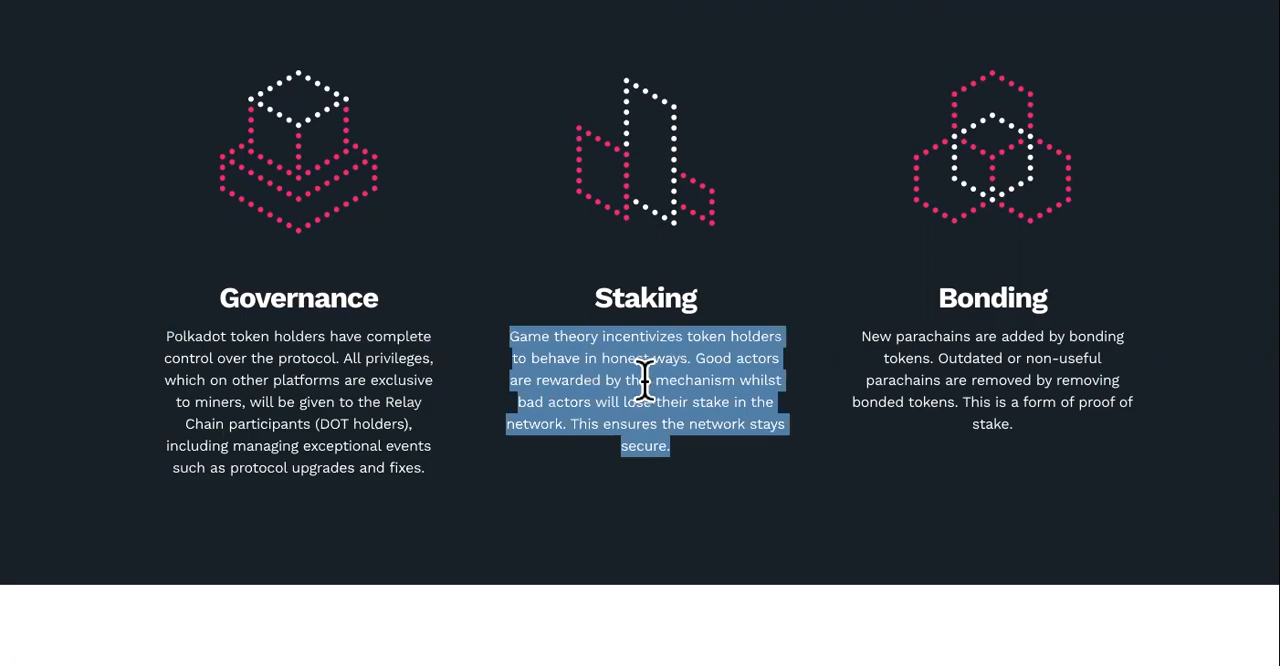 Governance
Polkadot token holders have complete
control over the protocol. All privileges,
which on other platforms are exclusive
to miners, will be given to the Relay
Chain participants (DOT holders),
including managing exceptional events
such as protocol upgrades and fixes.
Staking
Game theory incentivizes token holders
to behave in honest ways. Good actors
are rewarded by the mechanism whilst
bad actors will lose their stake in the
network. This ensures the network stays
secure.
Bonding
New parachains are added by bonding
tokens. Outdated or non-useful
parachains are removed by removing
bonded tokens. This is a form of proof of
stake.